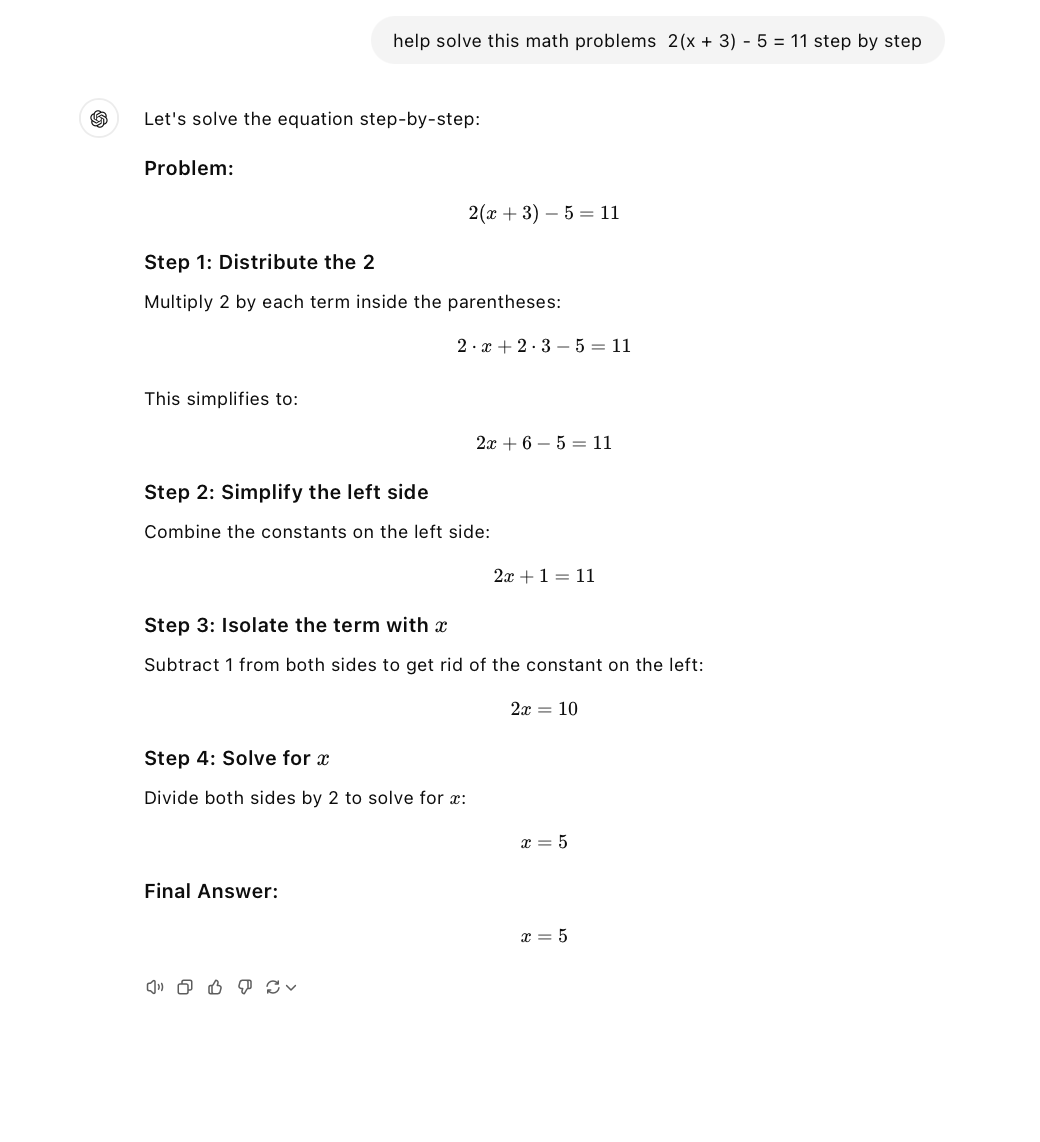 help solve this math problems  2(x + 3) - 5 = 11 step by step
Let's solve the equation step-by-step:
Problem:
2(x + 3) − 5 = 11
Step 1: Distribute the 2
Multiply 2 by each term inside the parentheses:
2 · x + 2 · 3 − 5 = 11
This simplifies to:
2x + 6 − 5 = 11
Step 2: Simplify the left side
Combine the constants on the left side:
2x + 1 = 11
Step 3: Isolate the term with x
Subtract 1 from both sides to get rid of the constant on the left:
2x = 10
Step 4: Solve for x
Divide both sides by 2 to solve for x:
x = 5
Final Answer:
x = 5